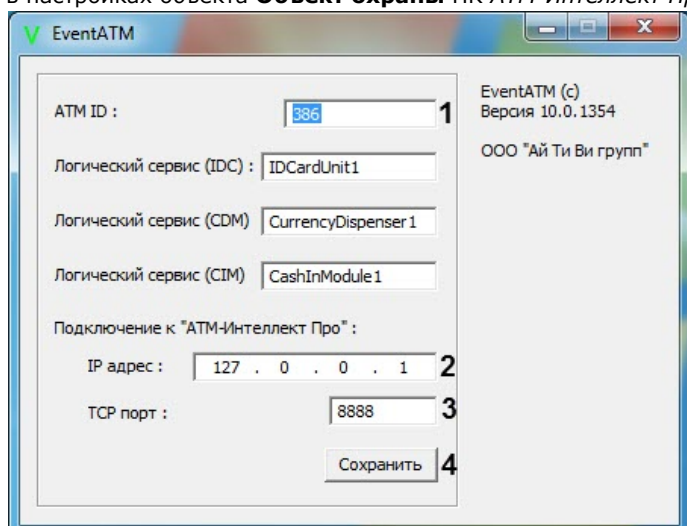 в настройках объекта Объект охраны ПК АТМ-Интеллект Пр
EventATM
ATM ID : 386 1
Логический сервис (IDC) : IDCardUnit1
Логический сервис (CDM) CurrencyDispenser1
Логический сервис (CIM) CashInModule1
Подключение к "АТМ-Интеллект Про" :
IP адрес : 127 . 0 . 0 . 1 2
TCP порт : 8888 3
Сохранить 4
EventATM (c)
Версия 10.0.1354
ООО "Ай Ти Ви групп"